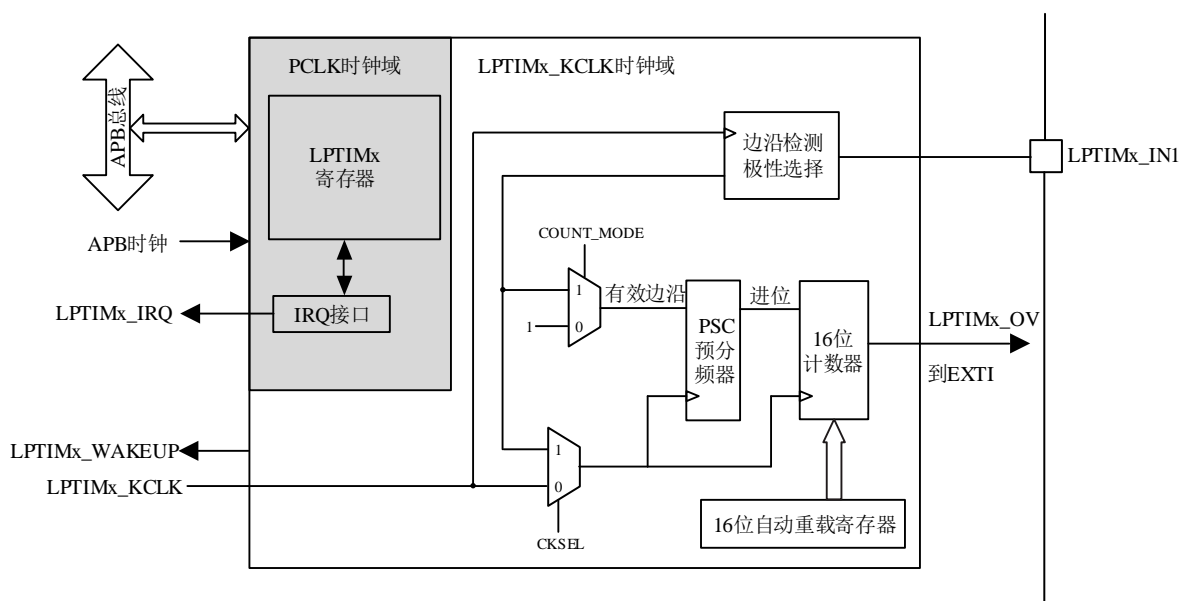 PCLK时钟域
LPTIMx_KCLK时钟域
APB总线
LPTIMx
寄存器
边沿检测
极性选择
LPTIMx_IN1
APB时钟
COUNT_MODE
LPTIMx_IRQ
IRQ接口
1
1
0
有效边沿
PSC
预分
频器
进位
16位
计数器
LPTIMx_OV
到EXTI
LPTIMx_WAKEUP
LPTIMx_KCLK
1
0
CKSEL
16位自动重载寄存器